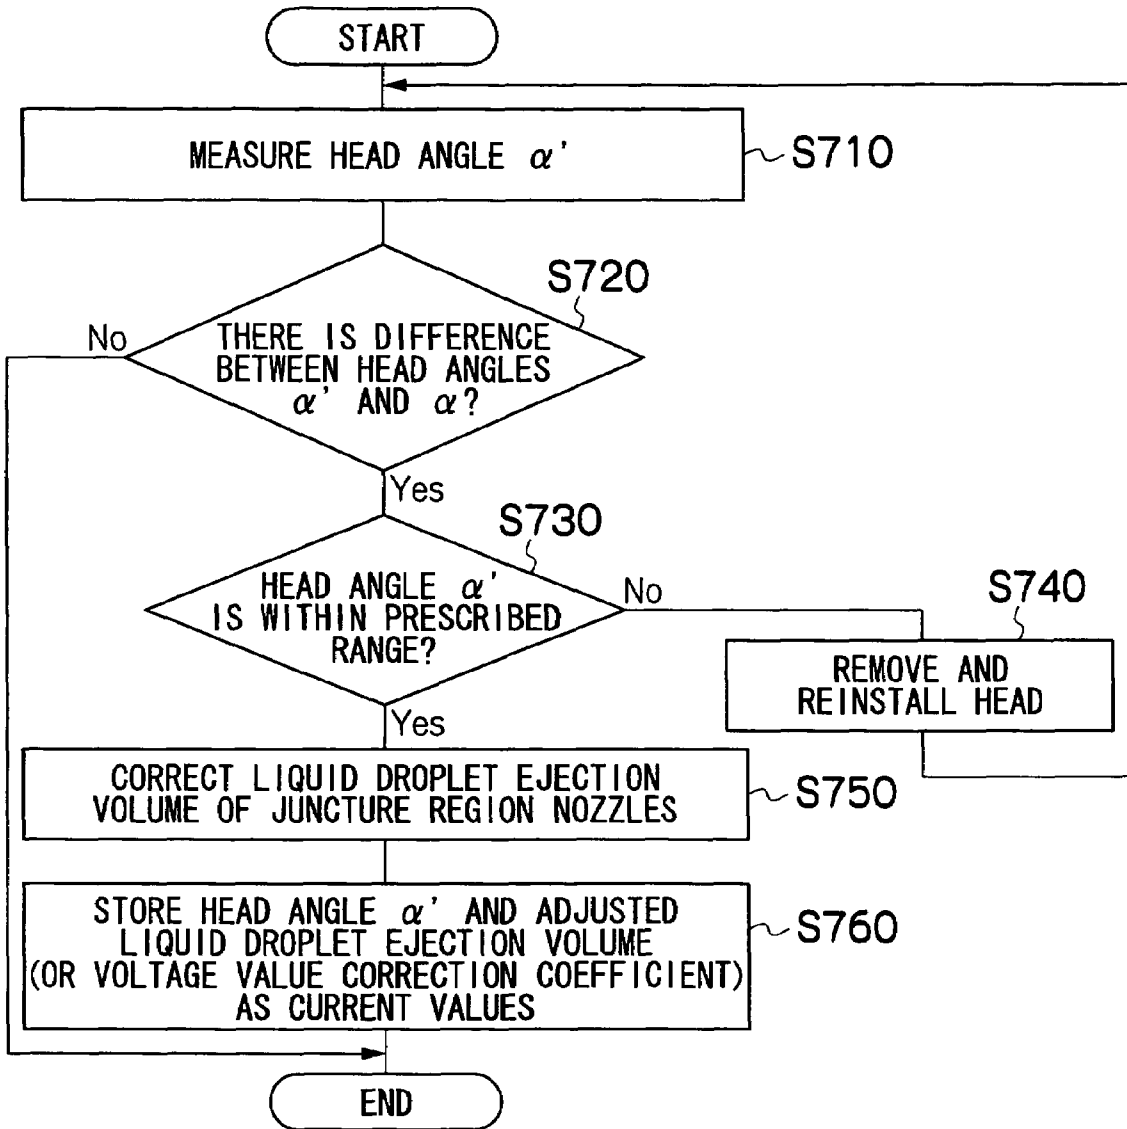 START
MEASURE HEAD ANGLE α'
S710
S720
No
THERE IS DIFFERENCE
BETWEEN HEAD ANGLES
α' AND α?
Yes
S730
HEAD ANGLE α'
IS WITHIN PRESCRIBED
RANGE?
No
S740
REMOVE AND
REINSTALL HEAD
Yes
CORRECT LIQUID DROPLET EJECTION
VOLUME OF JUNCTURE REGION NOZZLES
S750
STORE HEAD ANGLE α' AND ADJUSTED
LIQUID DROPLET EJECTION VOLUME
(OR VOLTAGE VALUE CORRECTION COEFFICIENT)
AS CURRENT VALUES
S760
END